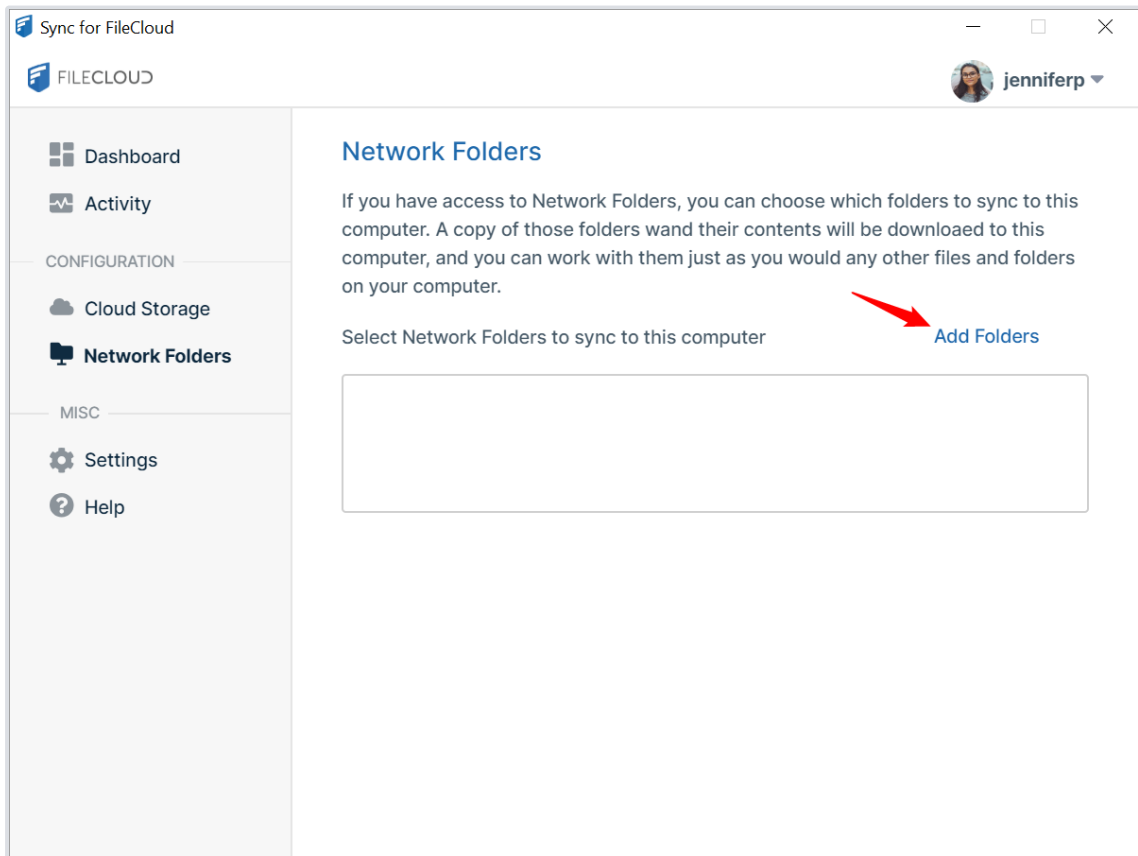 Sync for FileCloud
FILECLOUD
jenniferp
Dashboard
Activity
CONFIGURATION
Cloud Storage
Network Folders
MISC
Settings
Help
Network Folders
If you have access to Network Folders, you can choose which folders to sync to this
computer. A copy of those folders wand their contents will be downloaed to this
computer, and you can work with them just as you would any other files and folders
on your computer.
Select Network Folders to sync to this computer
Add Folders